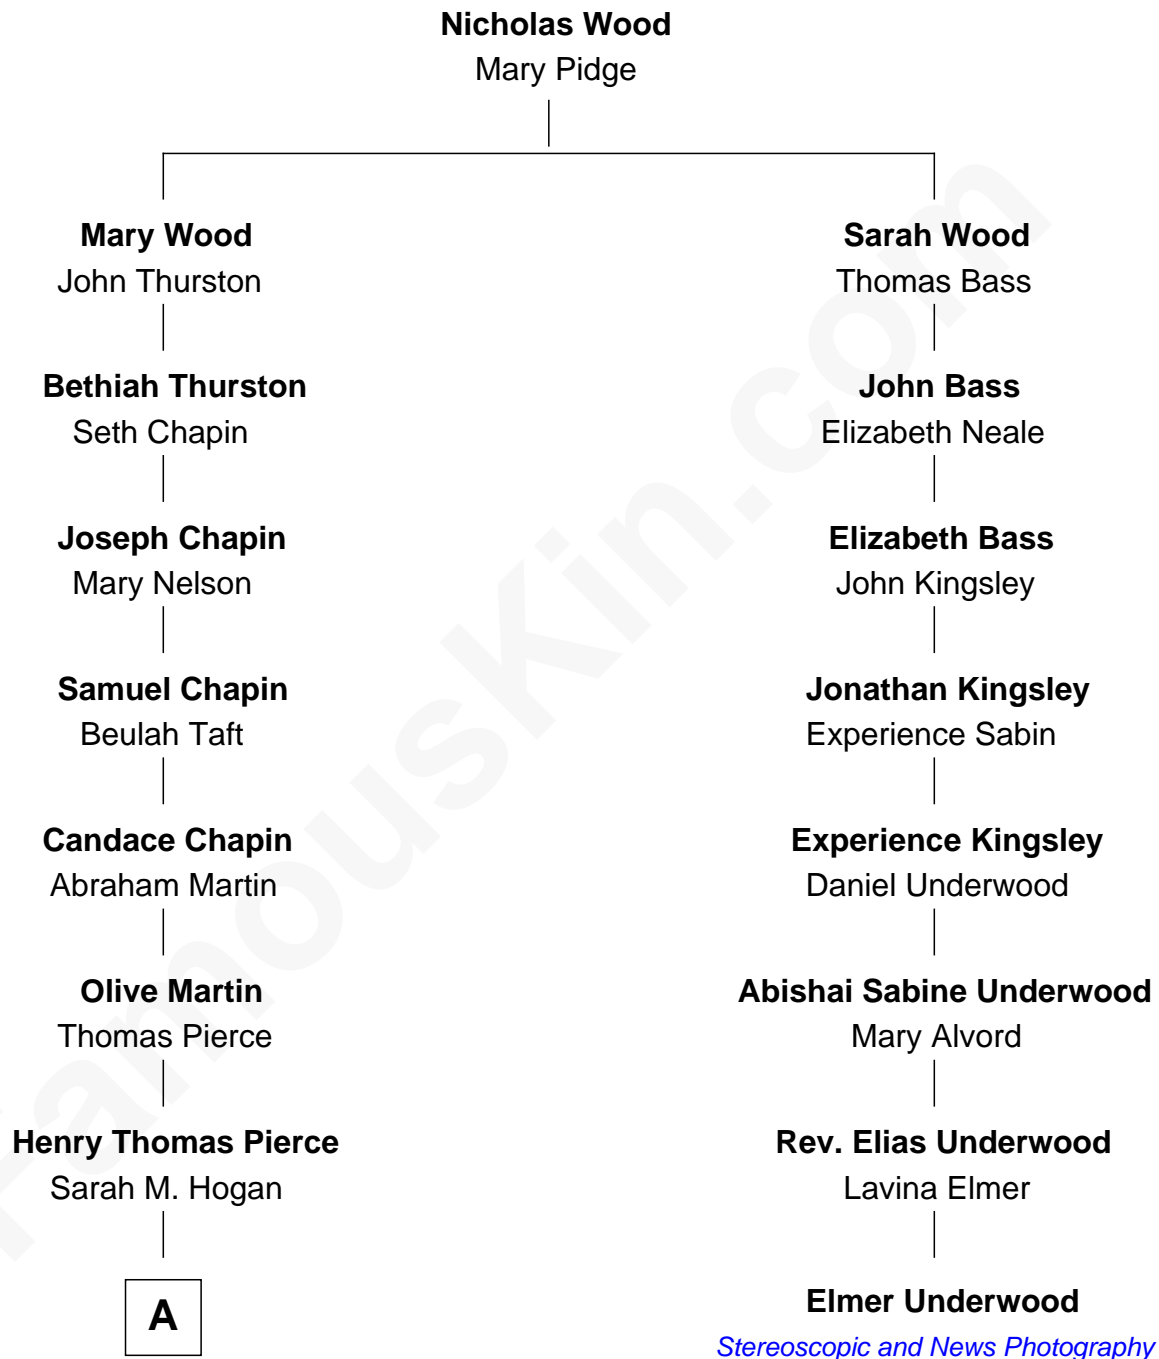 Nicholas Wood
Mary Pidge
Mary Wood
John Thurston
Sarah Wood
Thomas Bass
Bethiah Thurston
Seth Chapin
John Bass
Elizabeth Neale
Joseph Chapin
Mary Nelson
Elizabeth Bass
John Kingsley
Samuel Chapin
Beulah Taft
Jonathan Kingsley
Experience Sabin
Candace Chapin
Abraham Martin
Experience Kingsley
Daniel Underwood
Olive Martin
Thomas Pierce
Abishai Sabine Underwood
Mary Alvord
Henry Thomas Pierce
Sarah M. Hogan
Rev. Elias Underwood
Lavina Elmer
A
Elmer Underwood
Stereoscopic and News Photography
FamousKin.com